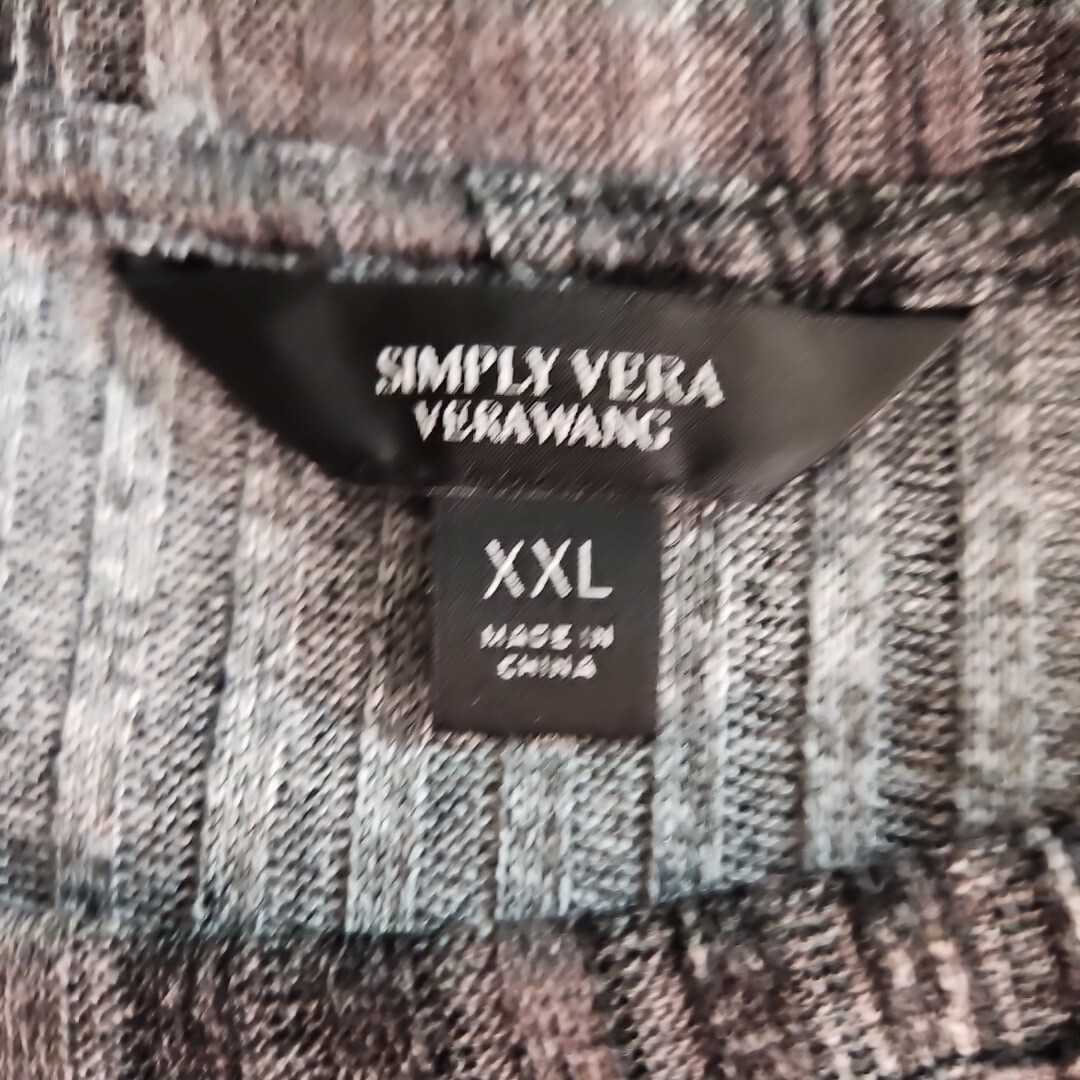 SIMPLY VERA
VERAWANG
XXL
MADE IN
CHINA